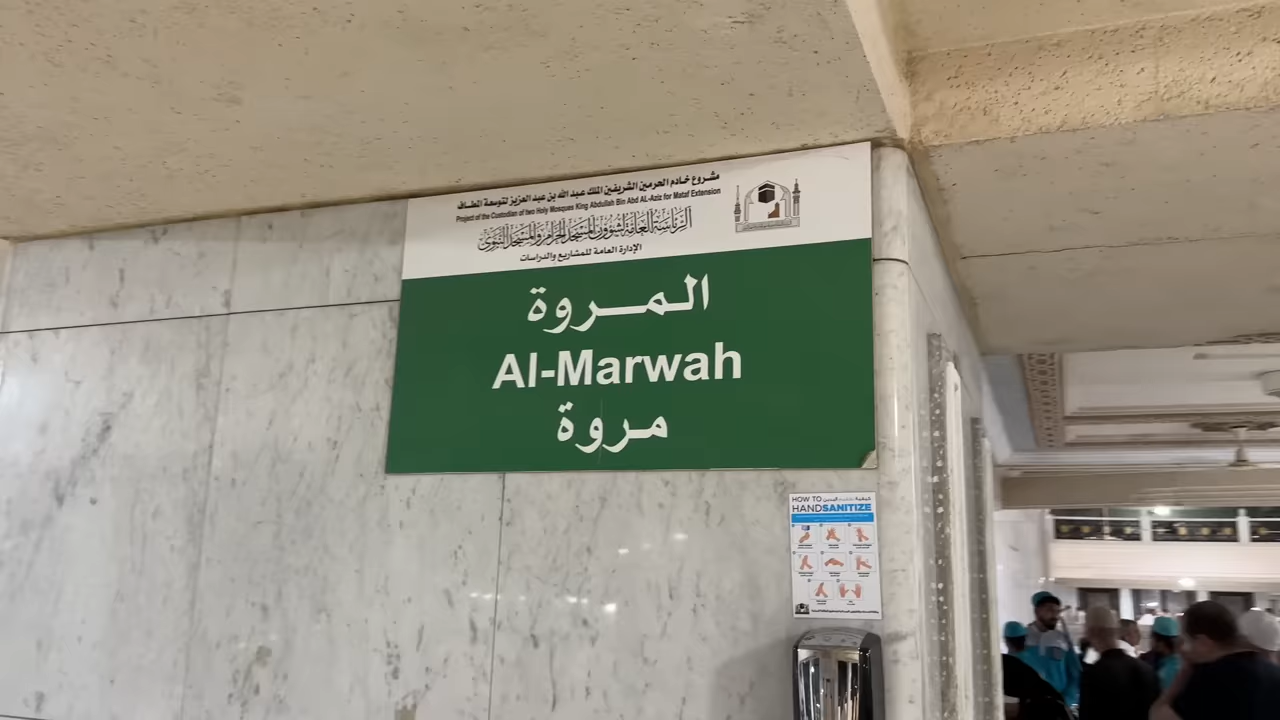 مشروع خادم الحرمين الشريفين الملك عبد الله بن عبد العزيز لتوسعة المطاف
Project of the Custodian of two Holy Mosques King Abdullah Bin Abd AL-Aziz for Mataf Extension
الرئاسة العامة لشؤون المسجد الحرام والمسجد النبوي
الإدارة العامة للمشاريع والدراسات
المروة
Al-Marwah
مروة
HOW TO
HANDSANITIZE